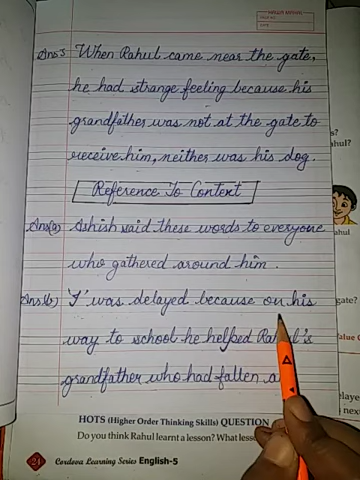 Ans3 When Rahul came near the gate,
he had strange feeling because his
grandfather was not at the gate to
receive him, neither was his dog.
Reference To Context
Ans(a) Ashish said these words to everyone
who gathered around him.
Ans(b) 'I' was delayed because on his
way to school he helped Rahul's
grandfather who had fallen
HOTS (Higher Order Thinking Skills) QUESTION
Do you think Rahul learnt a lesson? What
21 Cordova Learning Series English-5